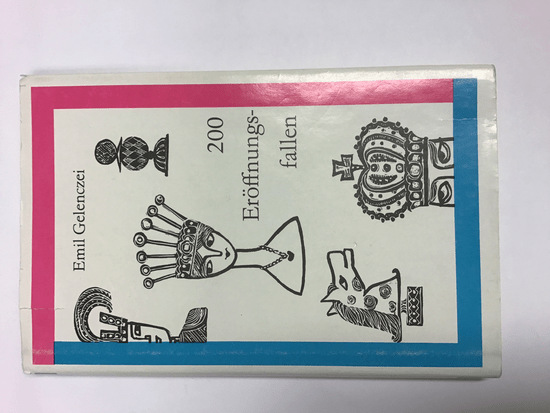 Emil Gelenczei
200
Eröffnungs-
fallen